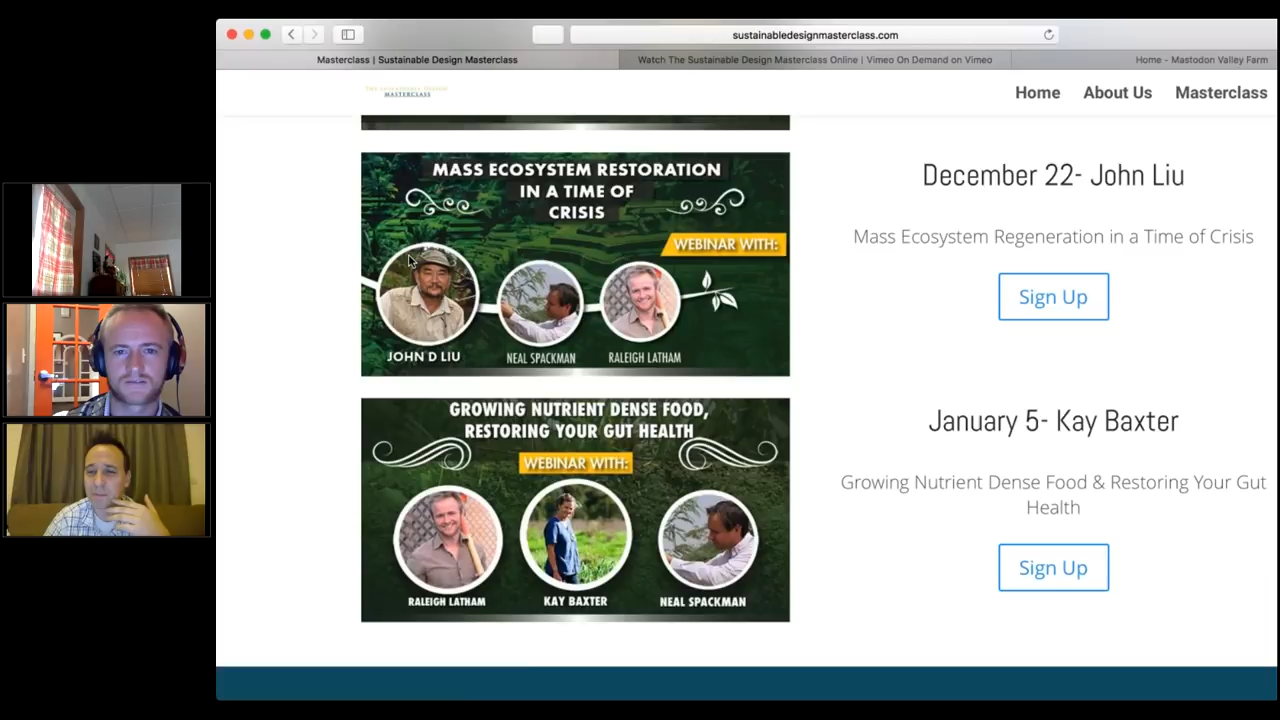 sustainabledesignmasterclass.com
Masterclass | Sustainable Design Masterclass
Watch The Sustainable Design Masterclass Online | Vimeo On Demand on Vimeo
Home - Mastodon Valley Farm
THE SUSTAINABLE DESIGN
MASTERCLASS
Home
About Us
Masterclass
MASS ECOSYSTEM RESTORATION
IN A TIME OF
CRISIS
WEBINAR WITH:
JOHN D LIU
NEAL SPACKMAN
RALEIGH LATHAM
December 22- John Liu
Mass Ecosystem Regeneration in a Time of Crisis
Sign Up
GROWING NUTRIENT DENSE FOOD,
RESTORING YOUR GUT HEALTH
WEBINAR WITH:
RALEIGH LATHAM
KAY BAXTER
NEAL SPACKMAN
January 5- Kay Baxter
Growing Nutrient Dense Food & Restoring Your Gut
Health
Sign Up